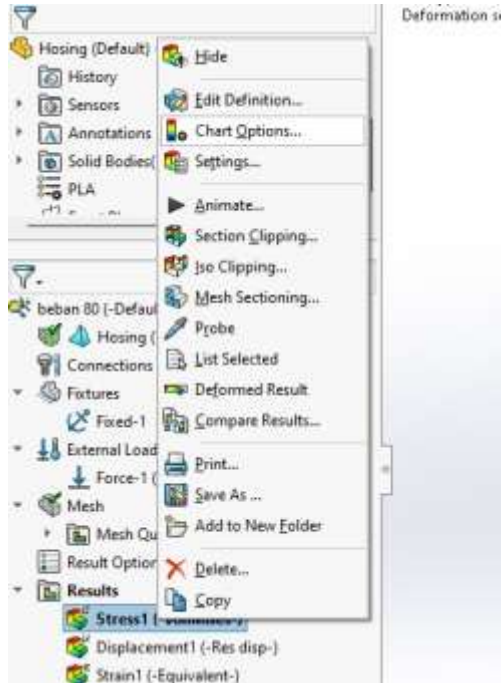 Deformation s
Hosing (Default)
History
Sensors
Annotations
Solid Bodies(
PLA
Hide
Edit Definition...
Chart Options...
Settings...
Animate...
Section Clipping...
Iso Clipping...
Mesh Sectioning...
Probe
List Selected
Deformed Result
Compare Results...
Print...
Save As ...
Add to New Folder
Delete...
Copy
beban 80 (-Defaul
Hosing (
Connections
Fixtures
Fixed-1
External Load
Force-1 (
Mesh
Mesh Qu
Result Option
Results
Stress1 (
Displacement1 (-Res disp-)
Strain1 (-Equivalent-)